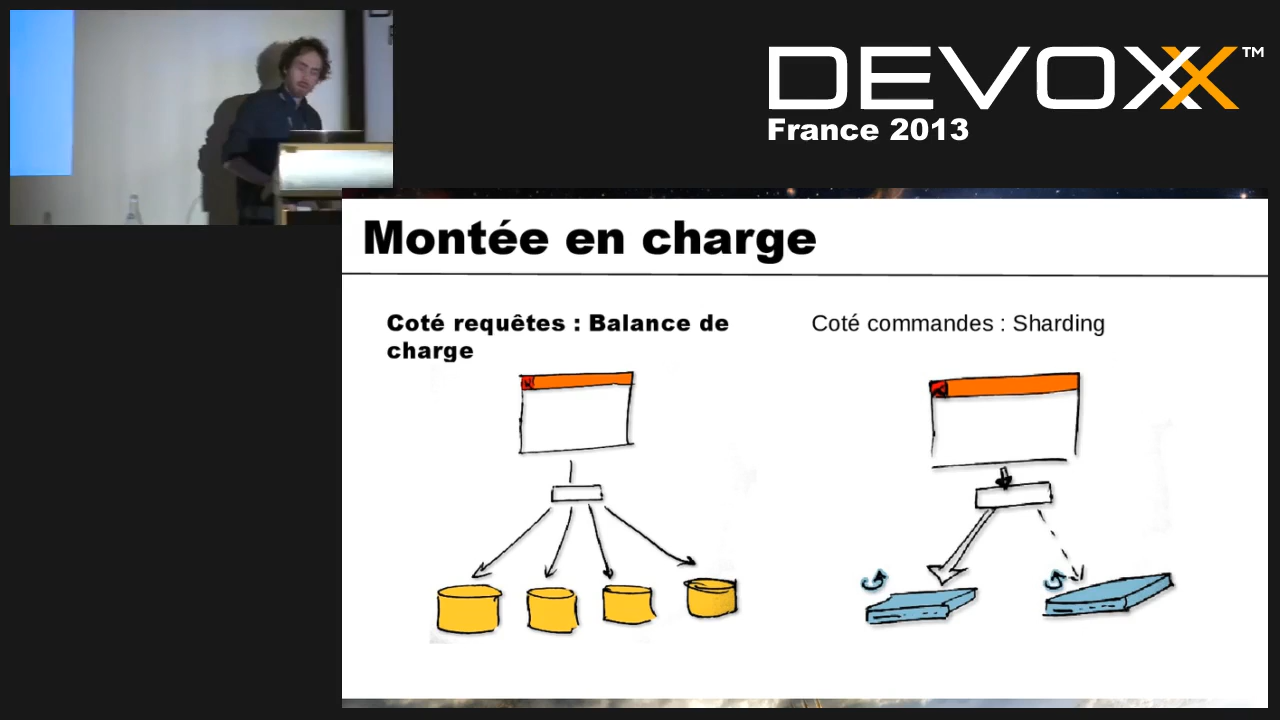 DEVOXX™
France 2013
Montée en charge
Coté requêtes : Balance de
charge
Coté commandes : Sharding